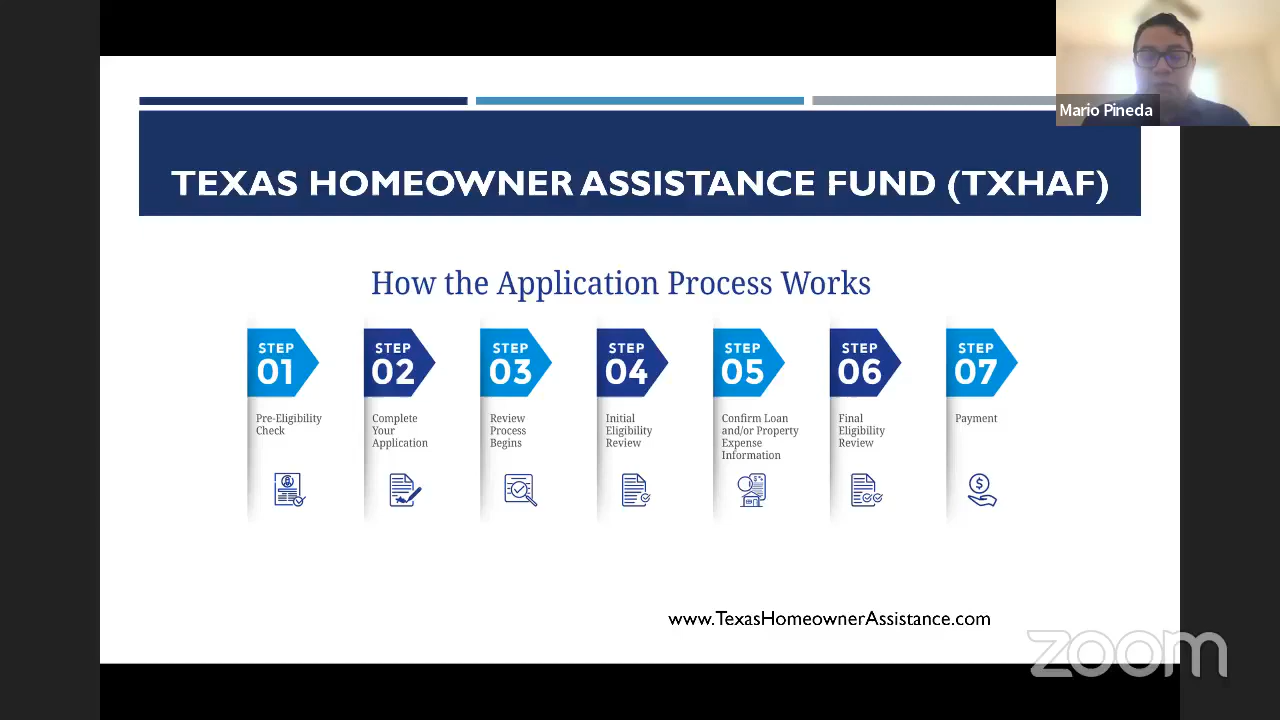 Mario Pineda
TEXAS HOMEOWNER ASSISTANCE FUND (TXHAF)
How the Application Process Works
STEP
01
Pre-Eligibility
Check
STEP
02
Complete
Your
Application
STEP
03
Review
Process
Begins
STEP
04
Initial
Eligibility
Review
STEP
05
Confirm Loan
and/or Property
Expense
Information
STEP
06
Final
Eligibility
Review
STEP
07
Payment
$
www.TexasHomeownerAssistance.com
zoom